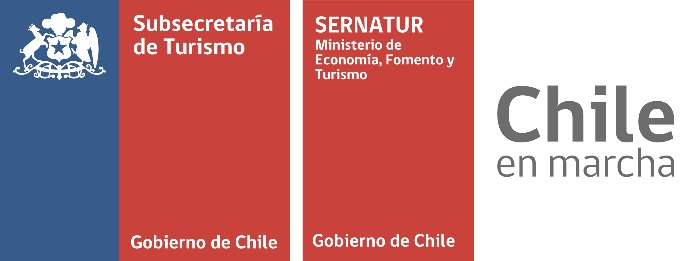 Subsecretaría
de Turismo
Gobierno de Chile
SERNATUR
Ministerio de
Economía, Fomento y
Turismo
Gobierno de Chile
Chile
en marcha